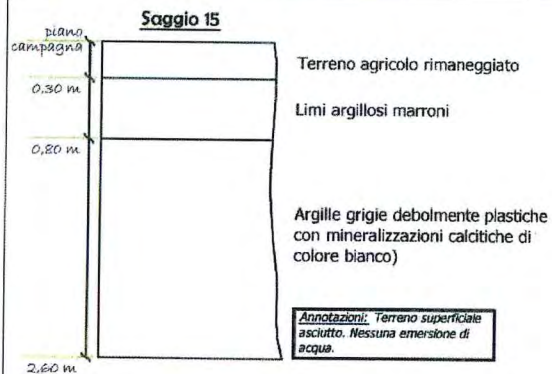 Saggio 15
piano
campagna
Terreno agricolo rimaneggiato
0.30 m
Limi argillosi marroni
0,80 m
Argille grigie debolmente plastiche
con mineralizzazioni calcitiche di
colore bianco)
Annotazioni: Terreno superficiale
asciutto. Nessuna emersione di
acqua.
2,60 m